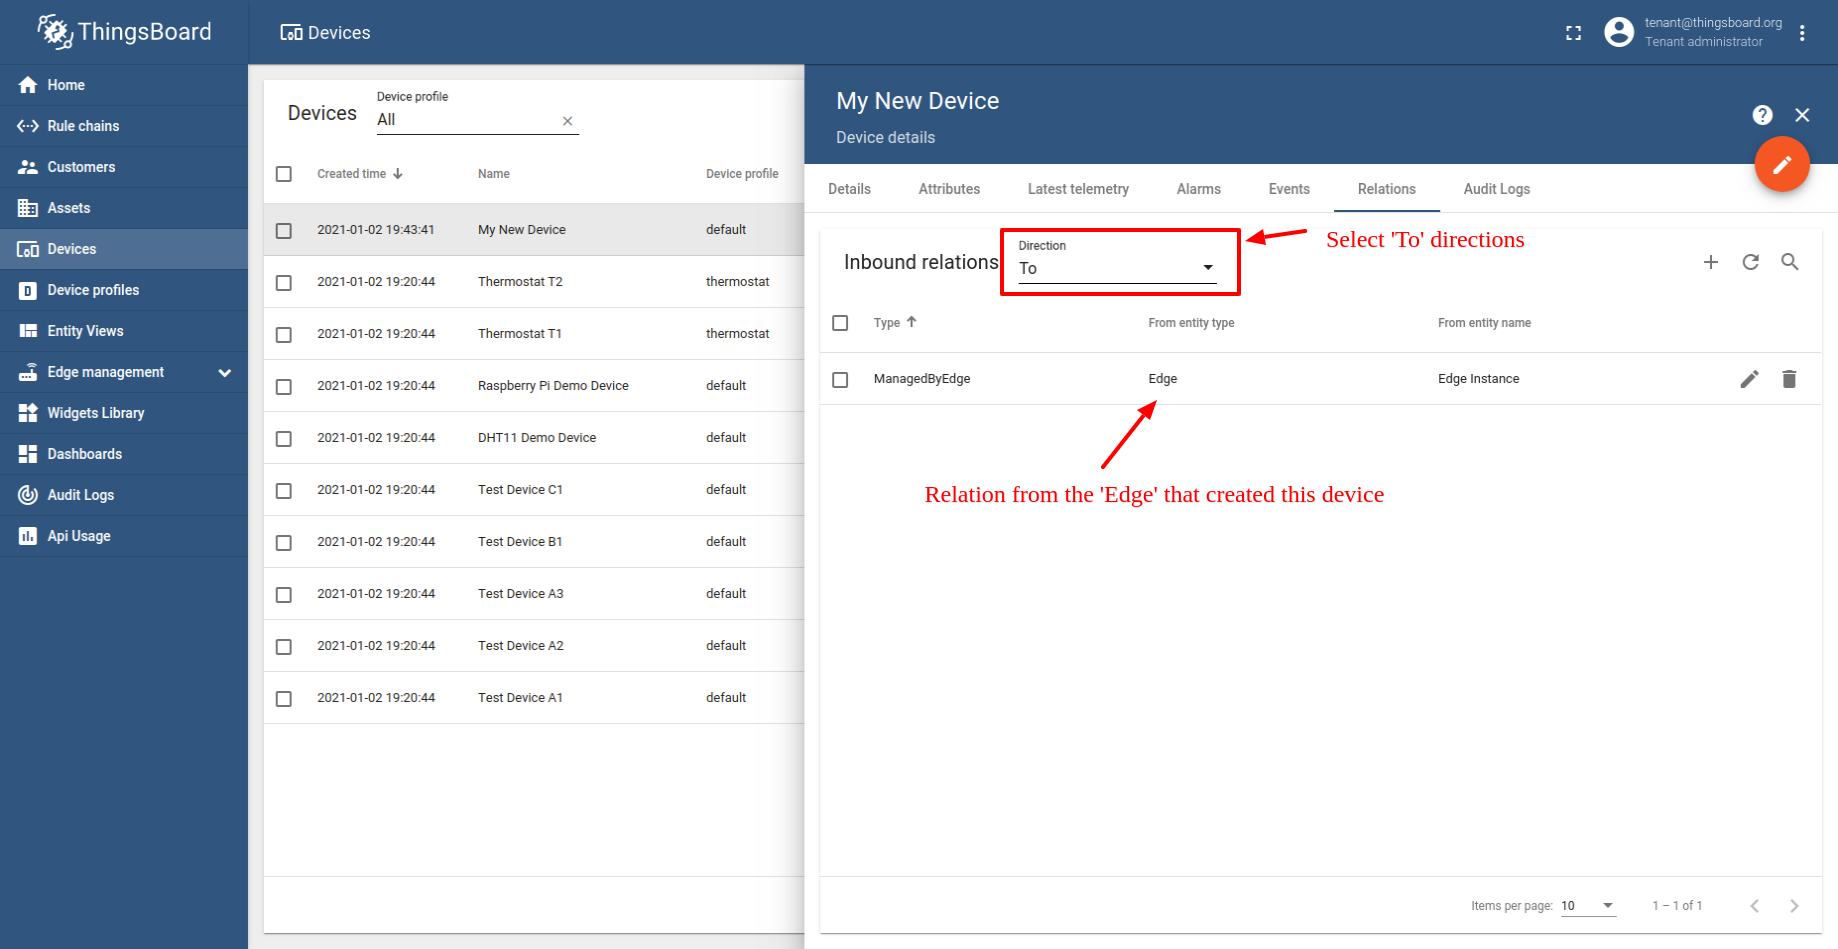 ThingsBoard
Devices
tenant@thingsboard.org
Tenant administrator
Home
Rule chains
Customers
Assets
Devices
Device profiles
Entity Views
Edge management
Widgets Library
Dashboards
Audit Logs
Api Usage
Devices
Device profile
All
Created time Name Device profile
2021-01-02 19:43:41 My New Device default
2021-01-02 19:20:44 Thermostat T2 thermostat
2021-01-02 19:20:44 Thermostat T1 thermostat
2021-01-02 19:20:44 Raspberry Pi Demo Device default
2021-01-02 19:20:44 DHT11 Demo Device default
2021-01-02 19:20:44 Test Device C1 default
2021-01-02 19:20:44 Test Device B1 default
2021-01-02 19:20:44 Test Device A3 default
2021-01-02 19:20:44 Test Device A2 default
2021-01-02 19:20:44 Test Device A1 default
My New Device
Device details
Details Attributes Latest telemetry Alarms Events Relations Audit Logs
Inbound relations
Direction
To
Select 'To' directions
Type From entity type From entity name
ManagedByEdge Edge Edge Instance
Relation from the 'Edge' that created this device
Items per page: 10 1 – 1 of 1